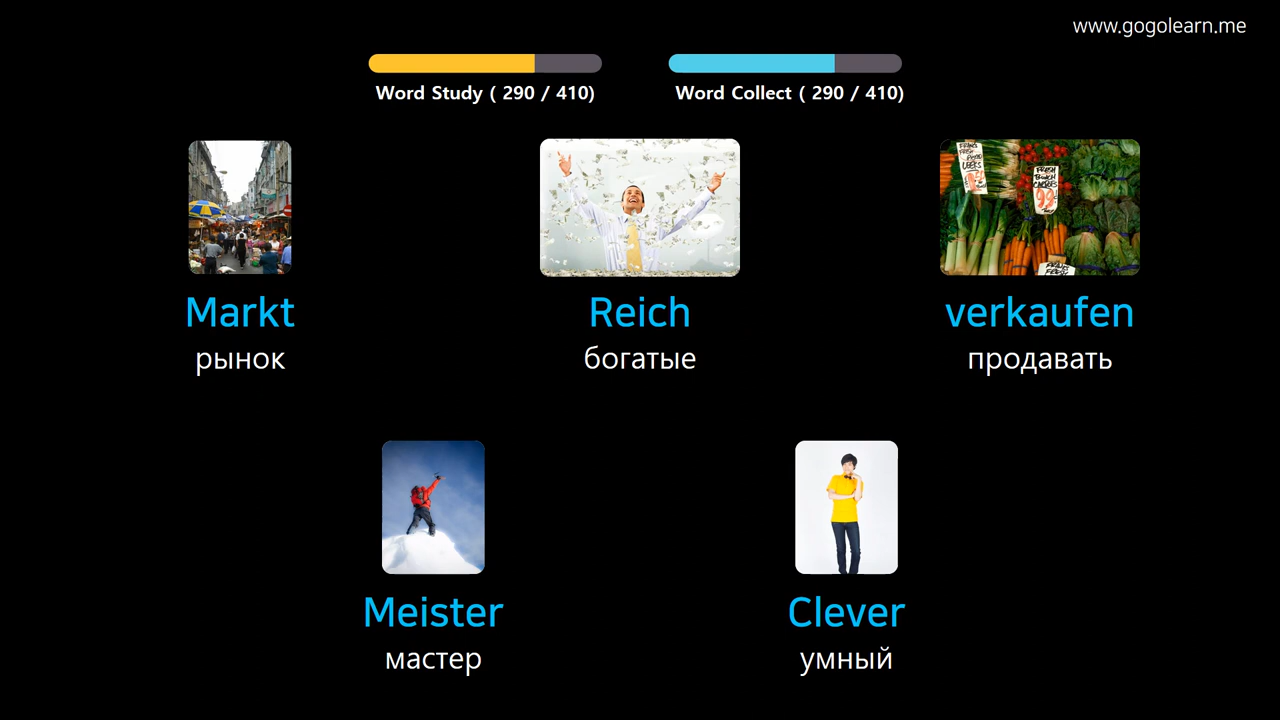 www.gogolearn.me
Word Study ( 290 / 410)
Word Collect ( 290 / 410)
Markt
Reich
verkaufen
рынок
богатые
продавать
Meister
Clever
мастер
умный